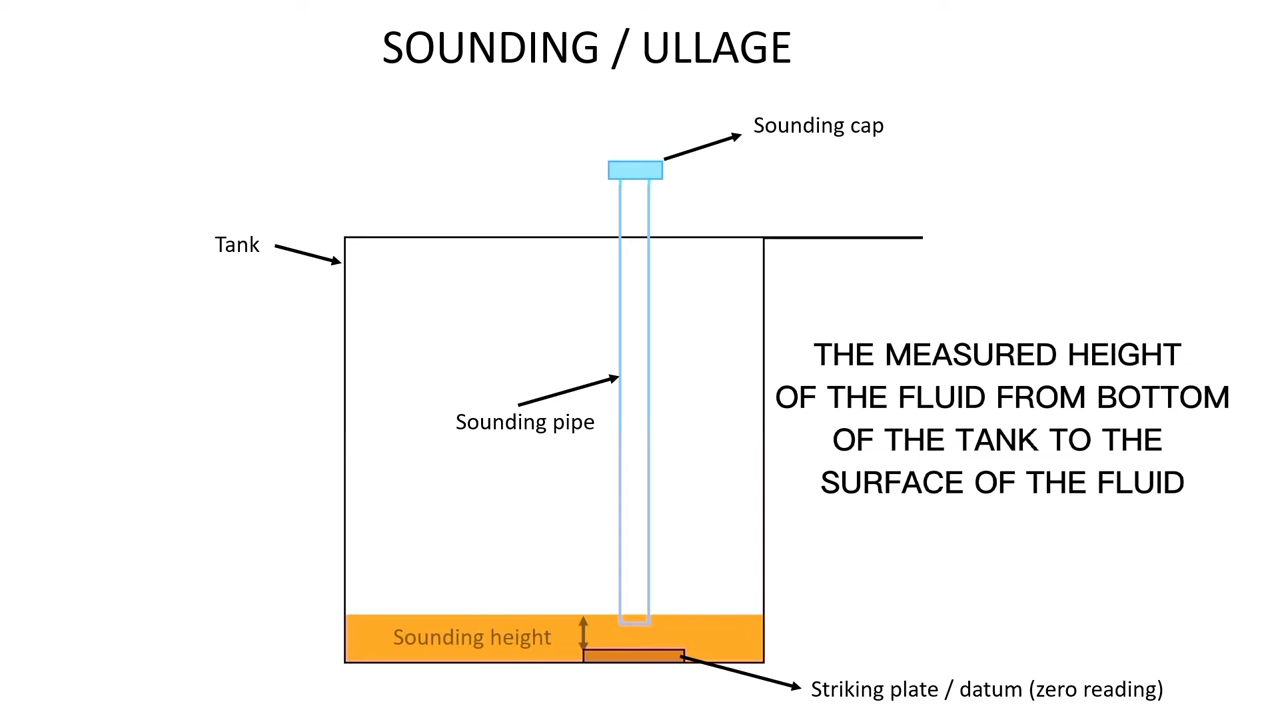 SOUNDING / ULLAGE
Sounding cap
Tank
THE MEASURED HEIGHT
OF THE FLUID FROM BOTTOM
OF THE TANK TO THE
SURFACE OF THE FLUID
Sounding pipe
Sounding height
Striking plate / datum (zero reading)